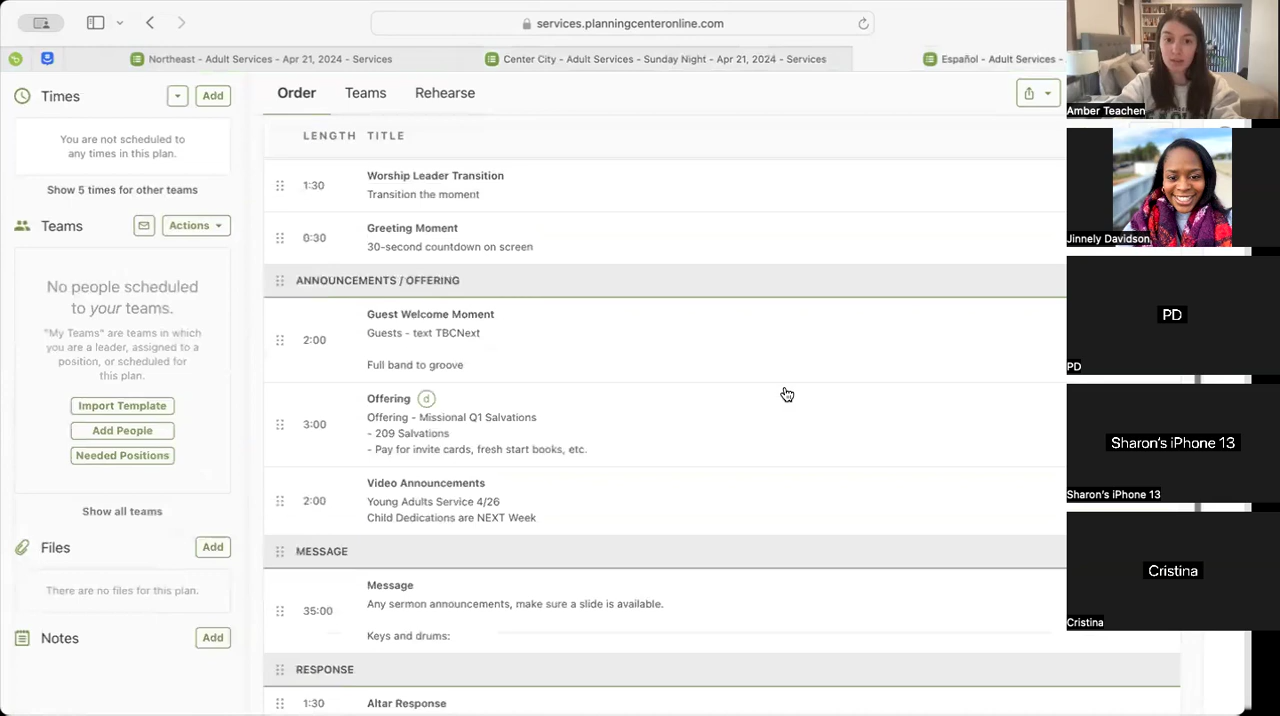 services.planningcenteronline.com
Northeast - Adult Services - Apr 21, 2024 - Services
Center City - Adult Services - Sunday Night - Apr 21, 2024 - Services
Español - Adult Services -
Times
Add
You are not scheduled to
any times in this plan.
Show 5 times for other teams
Teams
Actions
No people scheduled
to your teams.
"My Teams" are teams in which
you are a leader, assigned to a
position, or scheduled for
this plan.
Import Template
Add People
Needed Positions
Show all teams
Files
Add
There are no files for this plan.
Notes
Add
Order
Teams
Rehearse
LENGTH TITLE
1:30
Worship Leader Transition
Transition the moment
0:30
Greeting Moment
30-second countdown on screen
ANNOUNCEMENTS / OFFERING
2:00
Guest Welcome Moment
Guests - text TBCNext
Full band to groove
3:00
Offering d
Offering - Missional Q1 Salvations
- 209 Salvations
- Pay for invite cards, fresh start books, etc.
2:00
Video Announcements
Young Adults Service 4/26
Child Dedications are NEXT Week
MESSAGE
35:00
Message
Any sermon announcements, make sure a slide is available.
Keys and drums:
RESPONSE
1:30
Altar Response
Amber Teachen
Jinnely Davidson
PD
PD
Sharon's iPhone 13
Sharon's iPhone 13
Cristina
Cristina